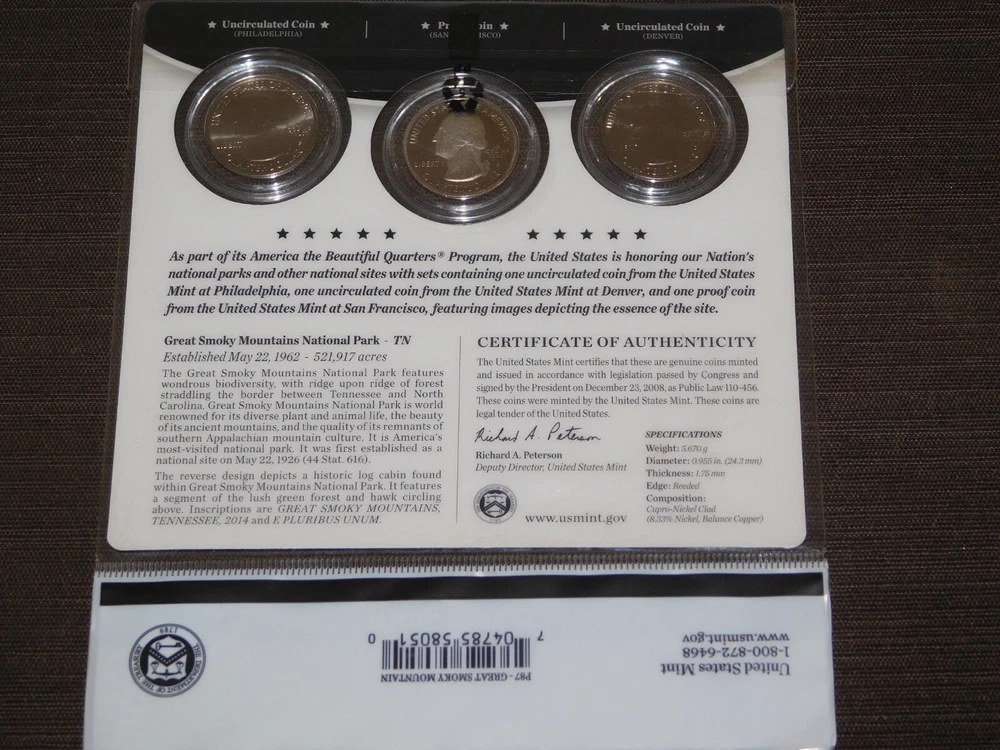 ★ Uncirculated Coin ★
(PHILADELPHIA)
★ Pr oin ★
(SAN ISCO)
★ Uncirculated Coin ★
(DENVER)
LIBERTY
LIBERTY
★ ★ ★ ★ ★ ★ ★ ★ ★ ★
As part of its America the Beautiful Quarters® Program, the United States is honoring our Nation's
national parks and other national sites with sets containing one uncirculated coin from the United States
Mint at Philadelphia, one uncirculated coin from the United States Mint at Denver, and one proof coin
from the United States Mint at San Francisco, featuring images depicting the essence of the site.
Great Smoky Mountains National Park - TN
Established May 22, 1962 - 521,917 acres
The Great Smoky Mountains National Park features
wondrous biodiversity, with ridge upon ridge of forest
straddling the border between Tennessee and North
Carolina. Great Smoky Mountains National Park is world
renowned for its diverse plant and animal life, the beauty
of its ancient mountains, and the quality of its remnants of
southern Appalachian mountain culture. It is America's
most-visited national park. It was first established as a
national site on May 22, 1926 (44 Stat. 616).
The reverse design depicts a historic log cabin found
within Great Smoky Mountains National Park. It features
a segment of the lush green forest and hawk circling
above. Inscriptions are GREAT SMOKY MOUNTAINS,
TENNESSEE, 2014 and E PLURIBUS UNUM.
CERTIFICATE OF AUTHENTICITY
The United States Mint certifies that these are genuine coins minted
and issued in accordance with legislation passed by Congress and
signed by the President on December 23, 2008, as Public Law 110-456.
These coins were minted by the United States Mint. These coins are
legal tender of the United States.
Richard A. Peterson
Richard A. Peterson
Deputy Director, United States Mint
www.usmint.gov
SPECIFICATIONS
Weight: 5.670 g
Diameter: 0.955 in. (24.3 mm)
Thickness: 1.75 mm
Edge: Reeded
Composition:
Cupro-Nickel Clad
(8.33% Nickel, Balance Copper)
United States Mint
1-800-872-6468
www.usmint.gov
P87 - GREAT SMOKY MOUNTAIN
7 04785 58051 0
THE DEPARTMENT OF THE TREASURY
1789